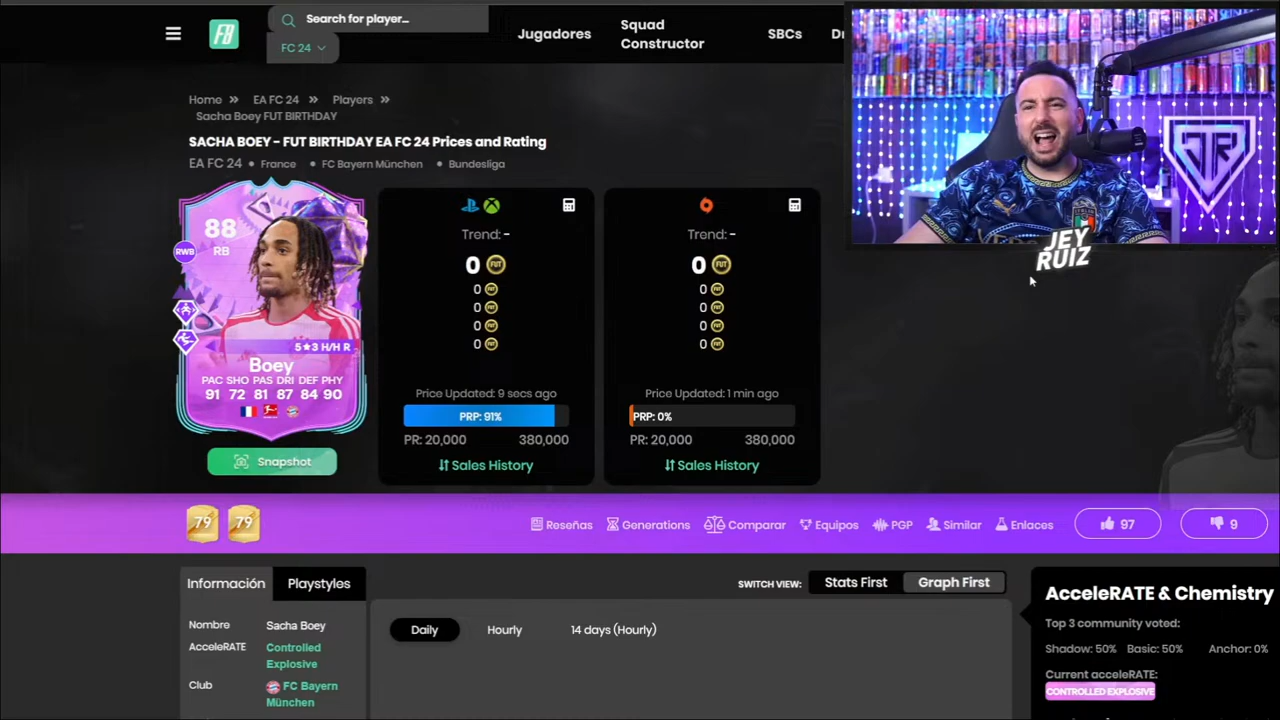 Search for player...
FC 24
Jugadores
Squad
Constructor
SBCs
Home » EA FC 24 » Players »
Sacha Boey FUT BIRTHDAY
SACHA BOEY - FUT BIRTHDAY EA FC 24 Prices and Rating
EA FC 24 • France • FC Bayern München • Bundesliga
88
RB
RWB
5★3 H/H R
Boey
PAC SHO PAS DRI DEF PHY
91 72 81 87 84 90
Snapshot
Trend: -
0 FUT
0
0
0
0
Price Updated: 9 secs ago
PRP: 91%
PR: 20,000 380,000
Sales History
Trend: -
0 FUT
0
0
0
0
Price Updated: 1 min ago
PRP: 0%
PR: 20,000 380,000
Sales History
JEY
RUIZ
79 79
Reseñas Generations Comparar Equipos PGP Similar Enlaces 97 9
Información Playstyles
SWITCH VIEW: Stats First Graph First
Nombre Sacha Boey
AcceleRATE Controlled
Explosive
Club FC Bayern
München
Daily Hourly 14 days (Hourly)
AcceleRATE & Chemistry
Top 3 community voted:
Shadow: 50% Basic: 50% Anchor: 0%
Current acceleRATE:
CONTROLLED EXPLOSIVE